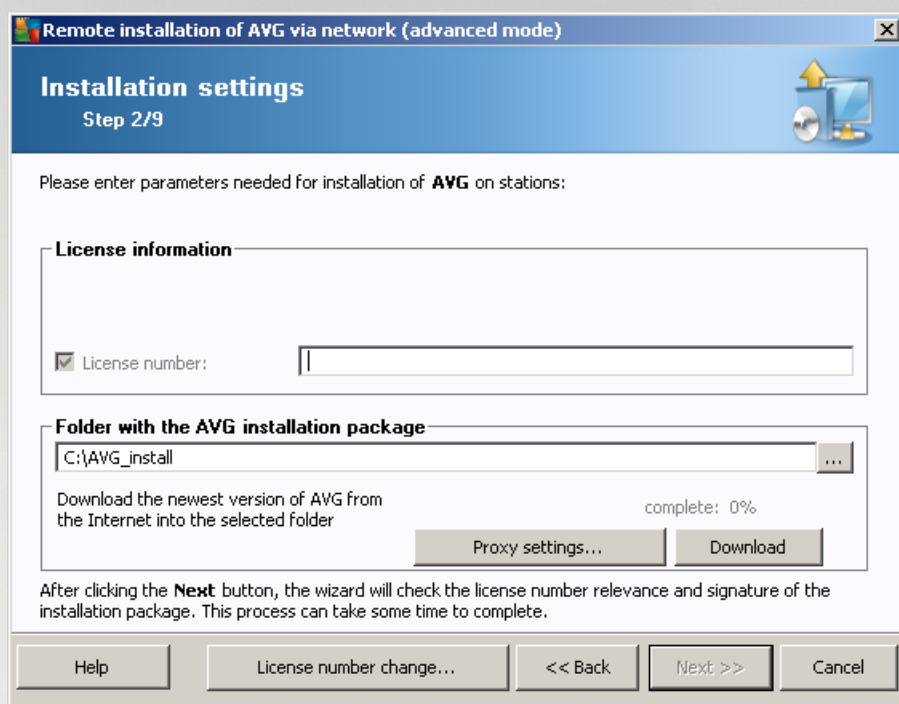 Remote installation of AVG via network (advanced mode)
Installation settings
Step 2/9
Please enter parameters needed for installation of AVG on stations:
License information
License number:
Folder with the AVG installation package
C:\AVG_install
...
Download the newest version of AVG from
the Internet into the selected folder
complete: 0%
Proxy settings...
Download
After clicking the Next button, the wizard will check the license number relevance and signature of the
installation package. This process can take some time to complete.
Help
License number change...
<< Back
Next >>
Cancel